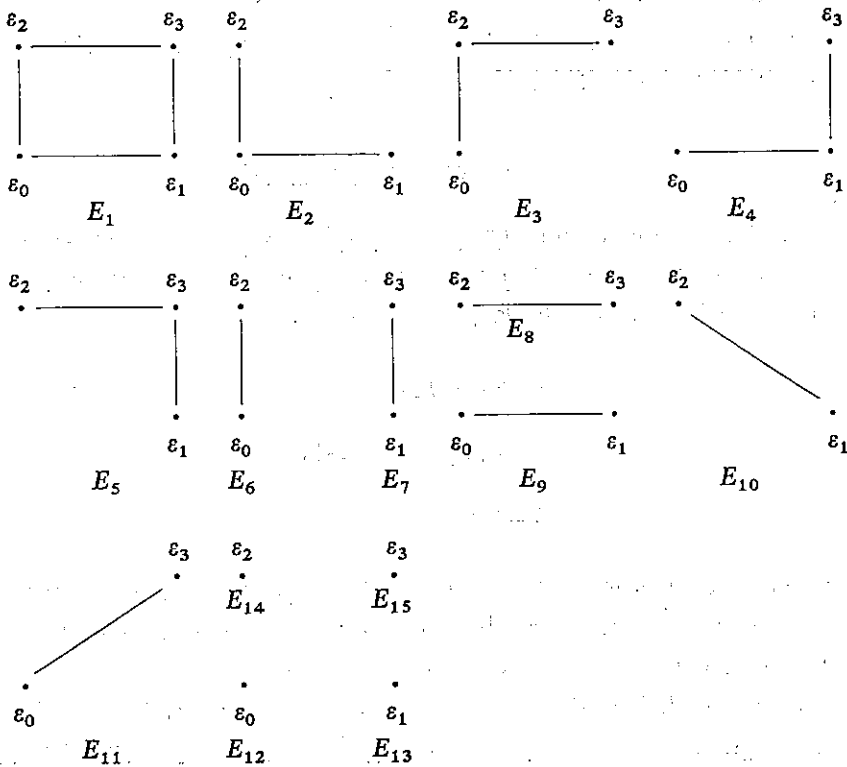 ε₂ ε₃ ε₂ ε₂ ε₃ ε₃
ε₀ ε₁ ε₀ ε₁ ε₀ ε₀ ε₁
E₁ E₂ E₃ E₄
ε₂ ε₃ ε₂ ε₃ ε₂ ε₃ ε₂
E₈
ε₁ ε₀ ε₁ ε₀ ε₁ ε₁
E₅ E₆ E₇ E₉ E₁₀
ε₃ ε₂ ε₃
E₁₄ E₁₅
ε₀ ε₀ ε₁
E₁₁ E₁₂ E₁₃